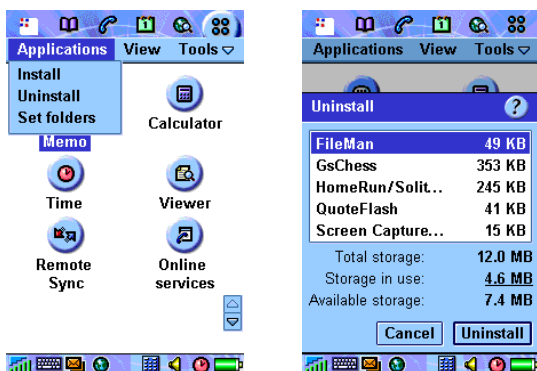 Applications View Tools
Install
Uninstall
Set folders
Calculator
Memo
Time
Viewer
Remote
Sync
Online
services
Applications View Tools
Uninstall
?
FileMan 49 KB
GsChess 353 KB
HomeRun/Solit... 245 KB
QuoteFlash 41 KB
Screen Capture... 15 KB
Total storage: 12.0 MB
Storage in use: 4.6 MB
Available storage: 7.4 MB
Cancel Uninstall